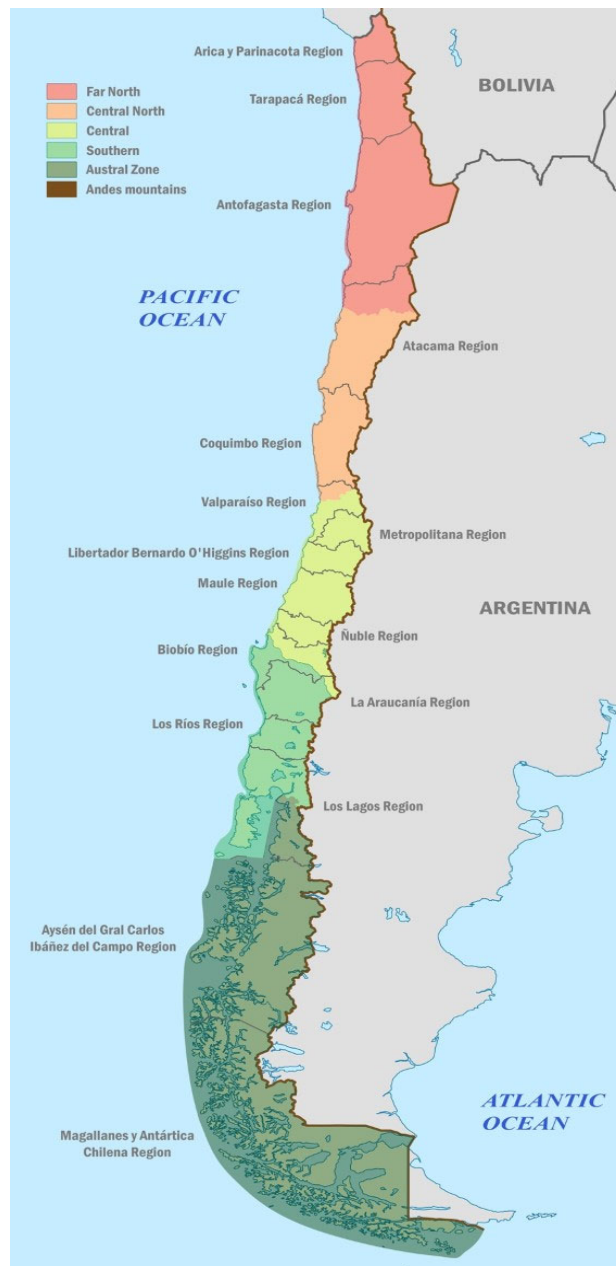 Arica y Parinacota Region
BOLIVIA
Far North
Central North
Central
Southern
Austral Zone
Andes mountains
Tarapacá Region
Antofagasta Region
PACIFIC
OCEAN
Atacama Region
Coquimbo Region
Valparaíso Region
Metropolitana Region
Libertador Bernardo O'Higgins Region
Maule Region
ARGENTINA
Ñuble Region
Biobío Region
La Araucanía Region
Los Ríos Region
Los Lagos Region
Aysén del Gral Carlos
Ibáñez del Campo Region
ATLANTIC
OCEAN
Magallanes y Antártica
Chilena Region